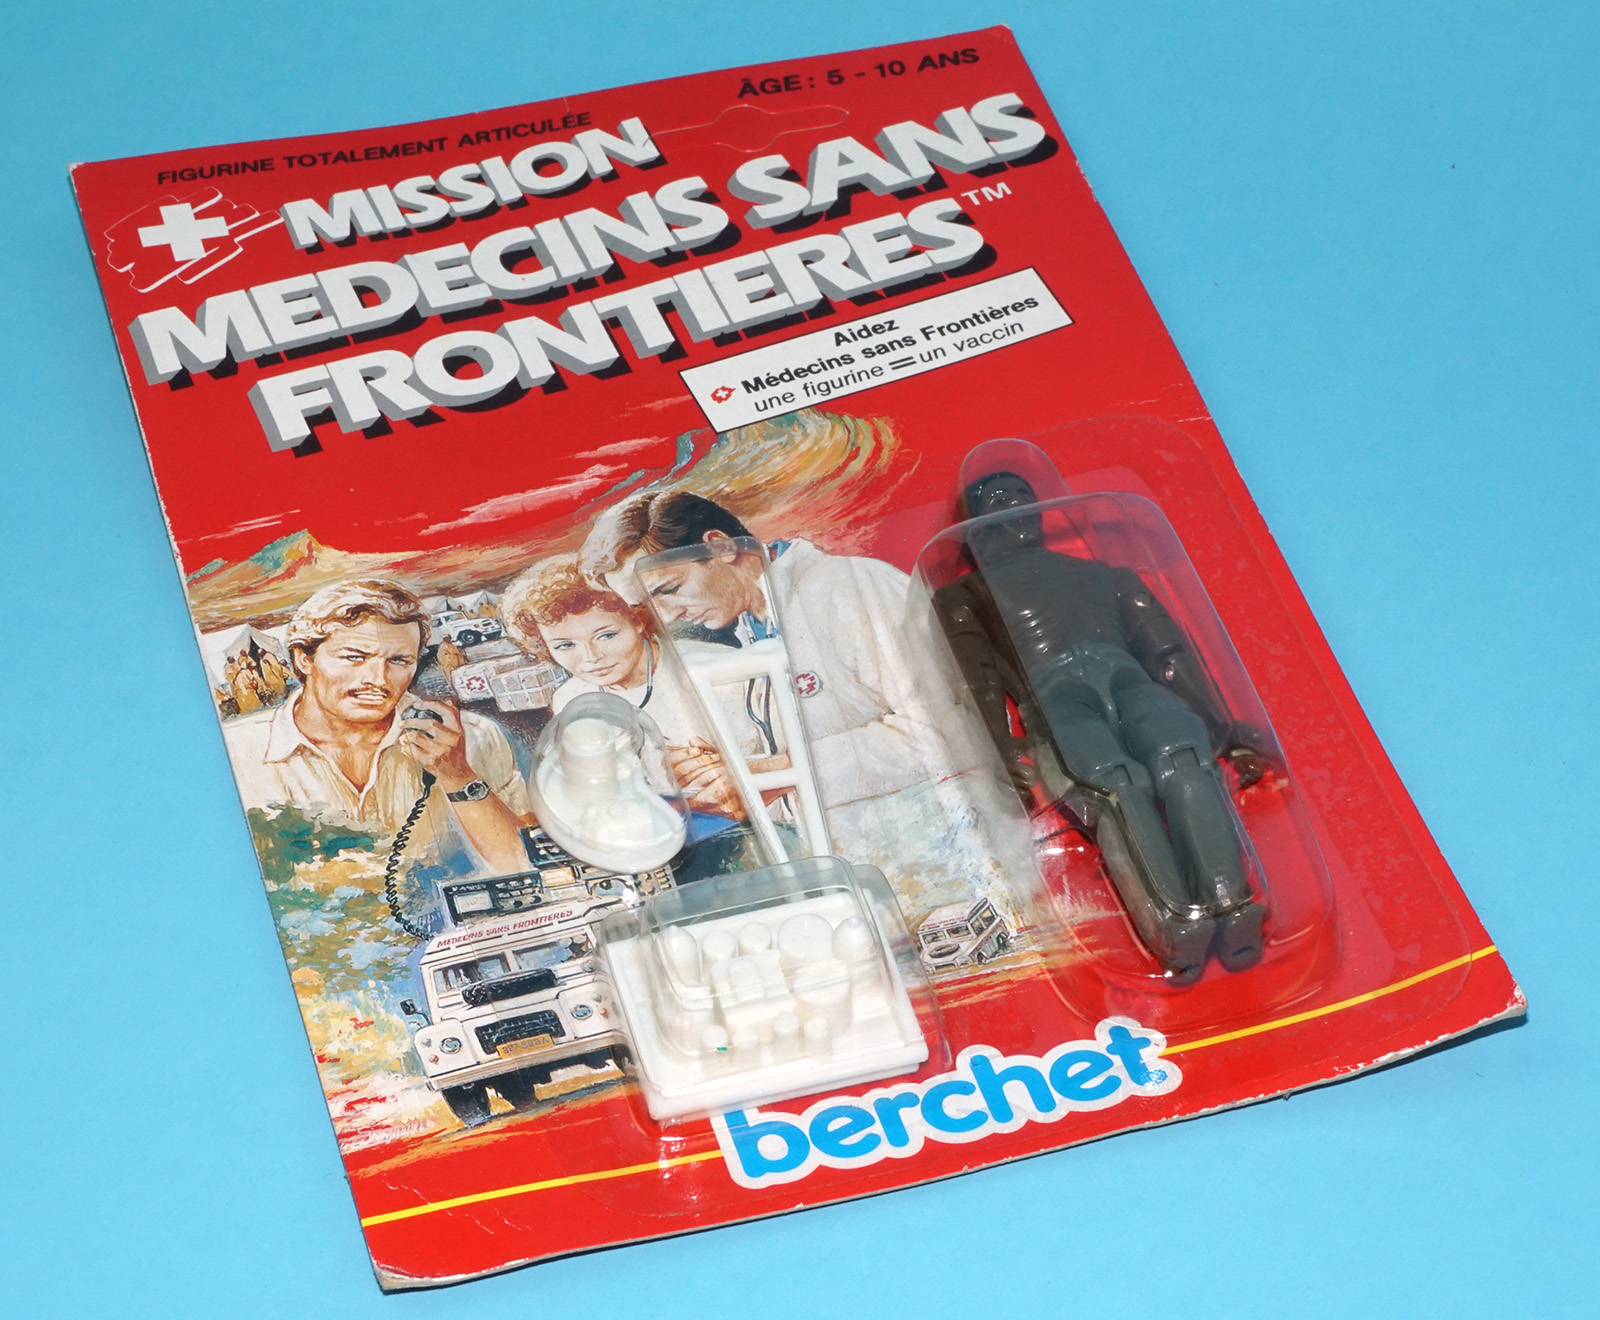 FIGURINE TOTALEMENT ARTICULÉE
ÂGE : 5 - 10 ANS
MISSION
MEDECINS SANS
FRONTIERES™
Aidez
Médecins sans Frontières
une figurine = un vaccin
MEDECINS SANS FRONTIERES
berchet